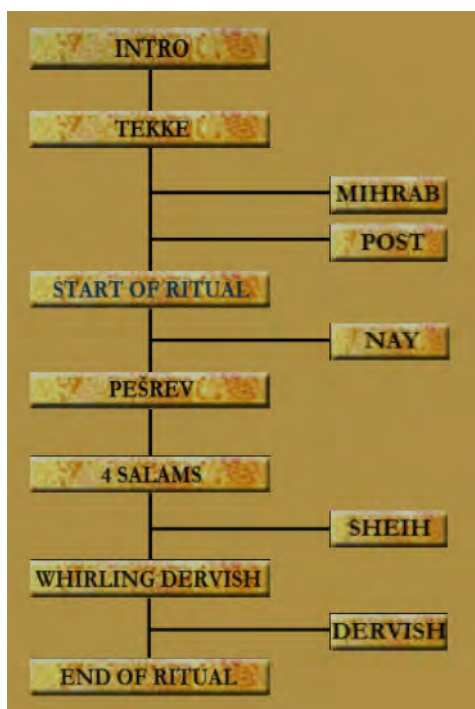 INTRO
TEKKE
MIHRAB
POST
START OF RITUAL
NAY
PEŠREV
4 SALAMS
SHEIH
WHIRLING DERVISH
DERVISH
END OF RITUAL